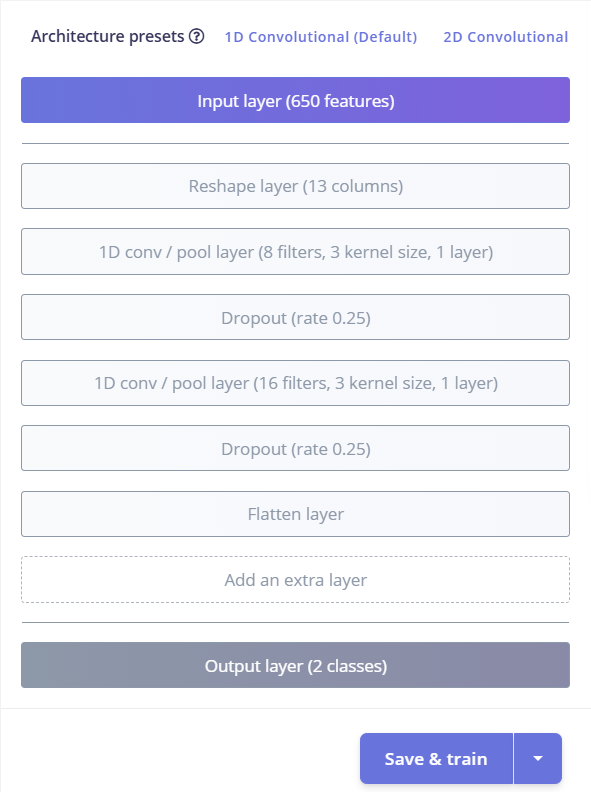 Architecture presets ? 1D Convolutional (Default) 2D Convolutional
Input layer (650 features)
Reshape layer (13 columns)
1D conv / pool layer (8 filters, 3 kernel size, 1 layer)
Dropout (rate 0.25)
1D conv / pool layer (16 filters, 3 kernel size, 1 layer)
Dropout (rate 0.25)
Flatten layer
Add an extra layer
Output layer (2 classes)
Save & train